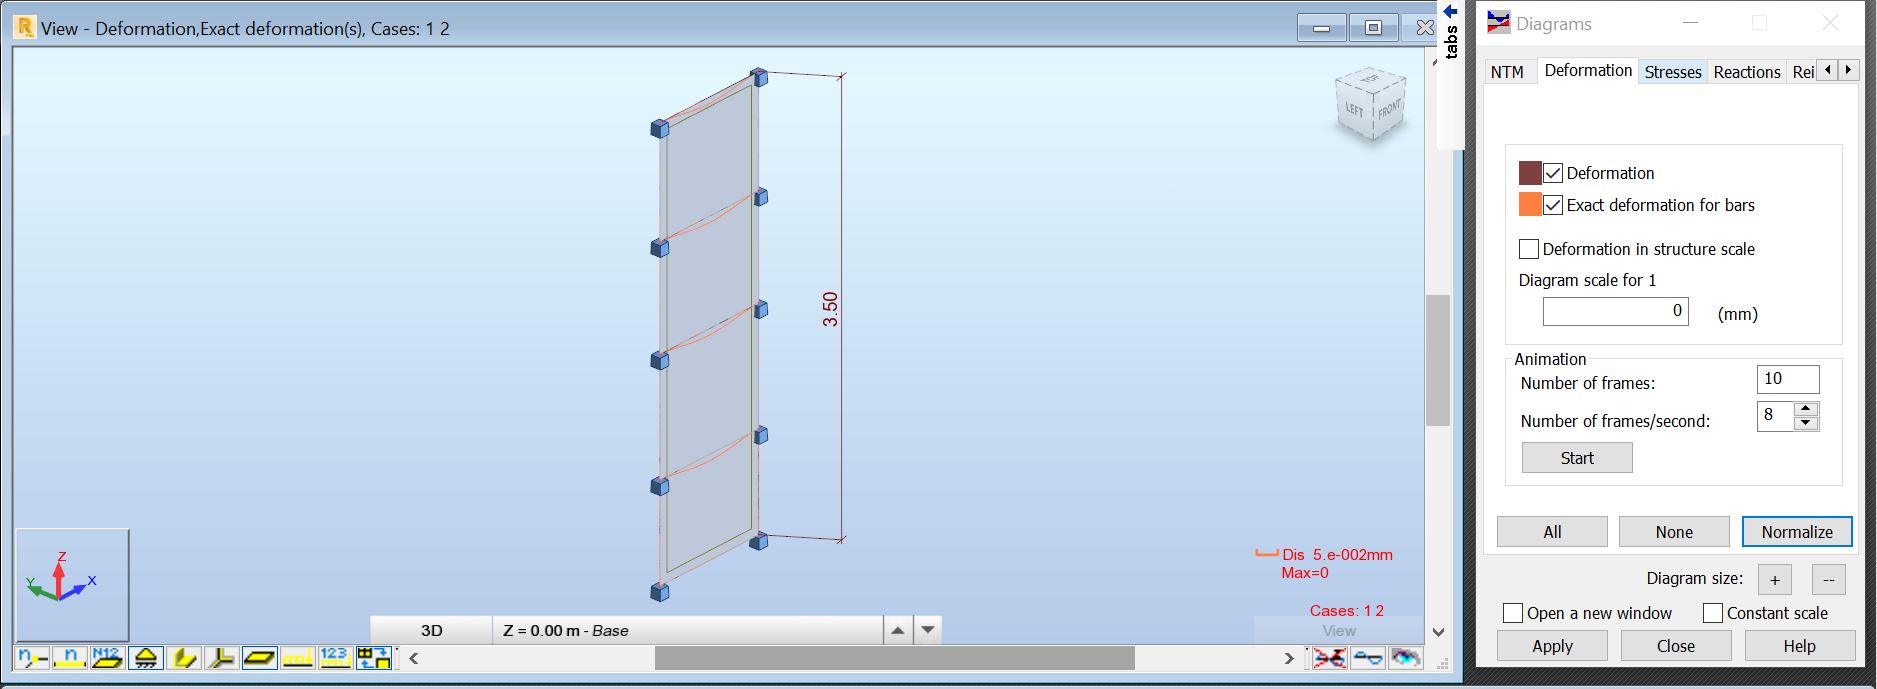 View - Deformation,Exact deformation(s), Cases: 1 2
tabs
TOP
LEFT
FRONT
3.50
Z
Y
X
Dis 5.e-002mm
Max=0
Cases: 1 2
3D
Z = 0.00 m - Base
View
n
n
N12
123
Diagrams
NTM
Deformation
Stresses
Reactions
Rei
Deformation
Exact deformation for bars
Deformation in structure scale
Diagram scale for 1
0
(mm)
Animation
Number of frames:
10
Number of frames/second:
8
Start
All
None
Normalize
Diagram size:
+
--
Open a new window
Constant scale
Apply
Close
Help